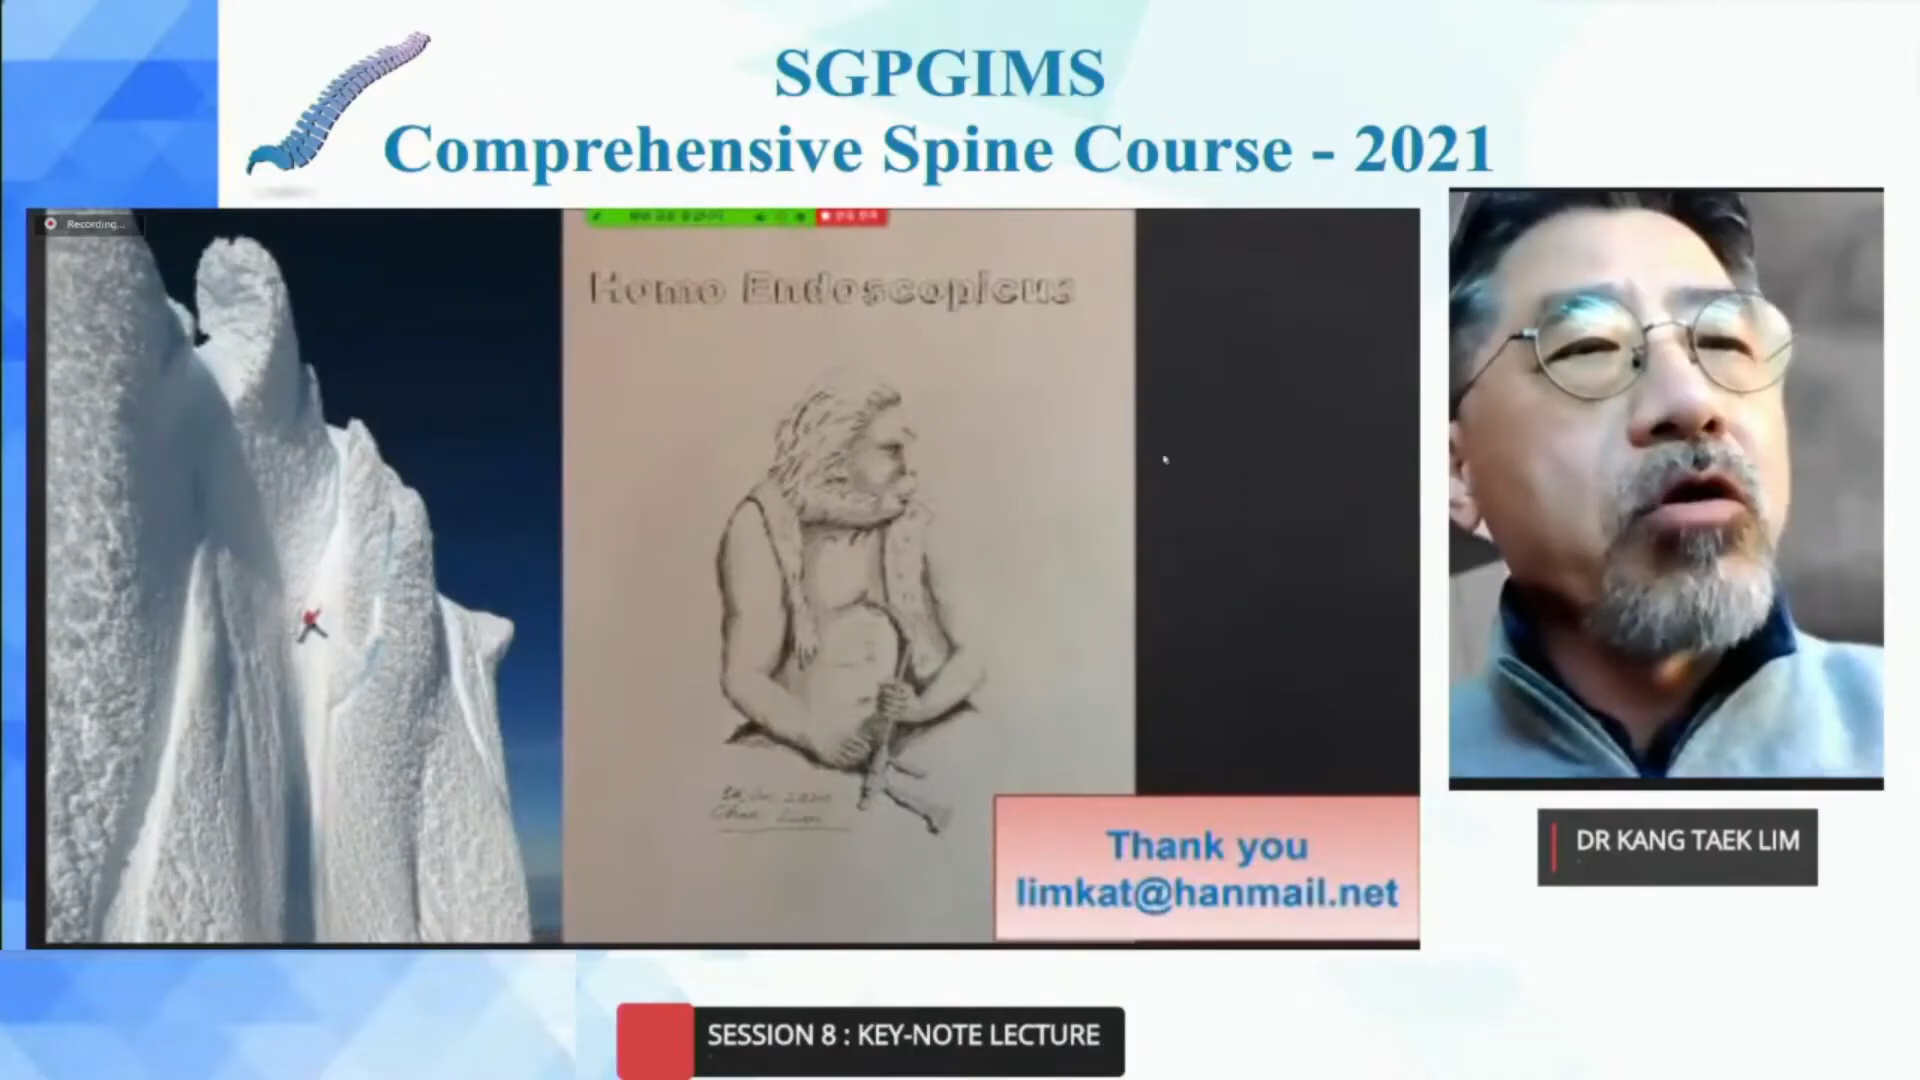 SGPGIMS
Comprehensive Spine Course - 2021
Recording...
Homo Endoscopicus
2020
Thank you
limkat@hanmail.net
DR KANG TAEK LIM
SESSION 8 : KEY-NOTE LECTURE